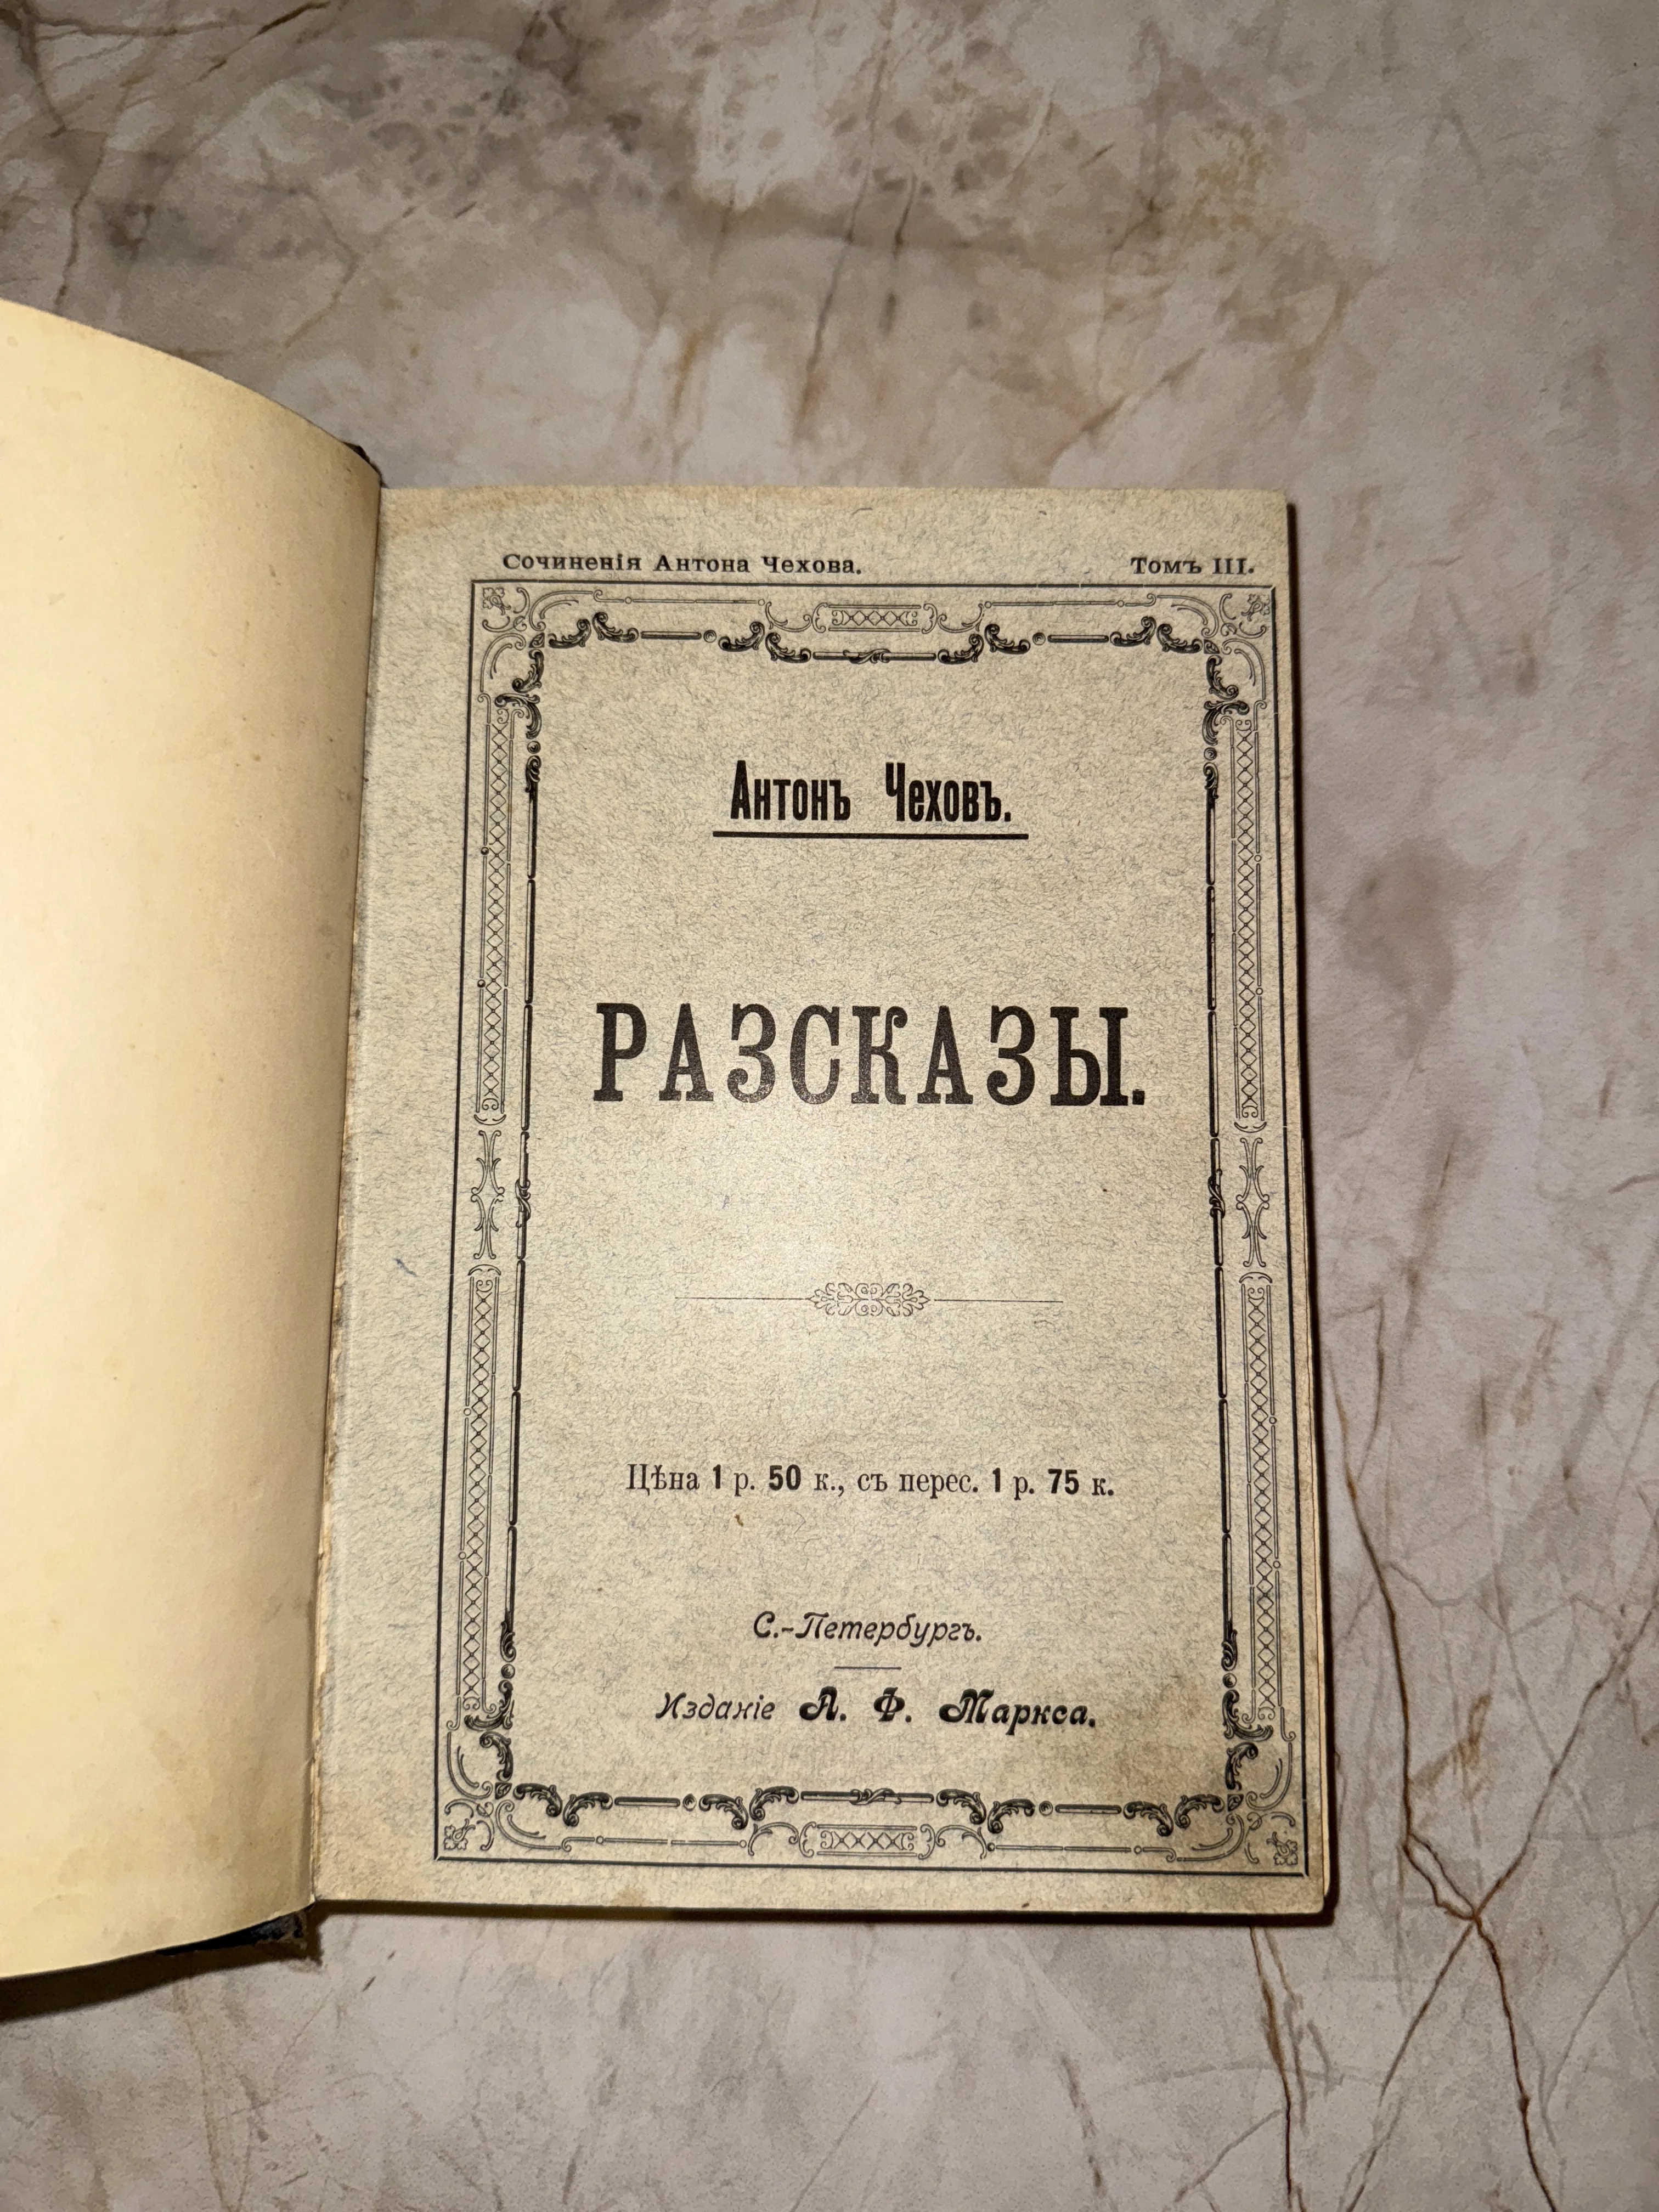 Сочиненія Антона Чехова. Томъ III.
Антонъ Чеховъ.
РАЗСКАЗЫ.
Цѣна 1 р. 50 к., съ перес. 1 р. 75 к.
С.-Петербургъ.
Изданіе А. Ф. Маркса.